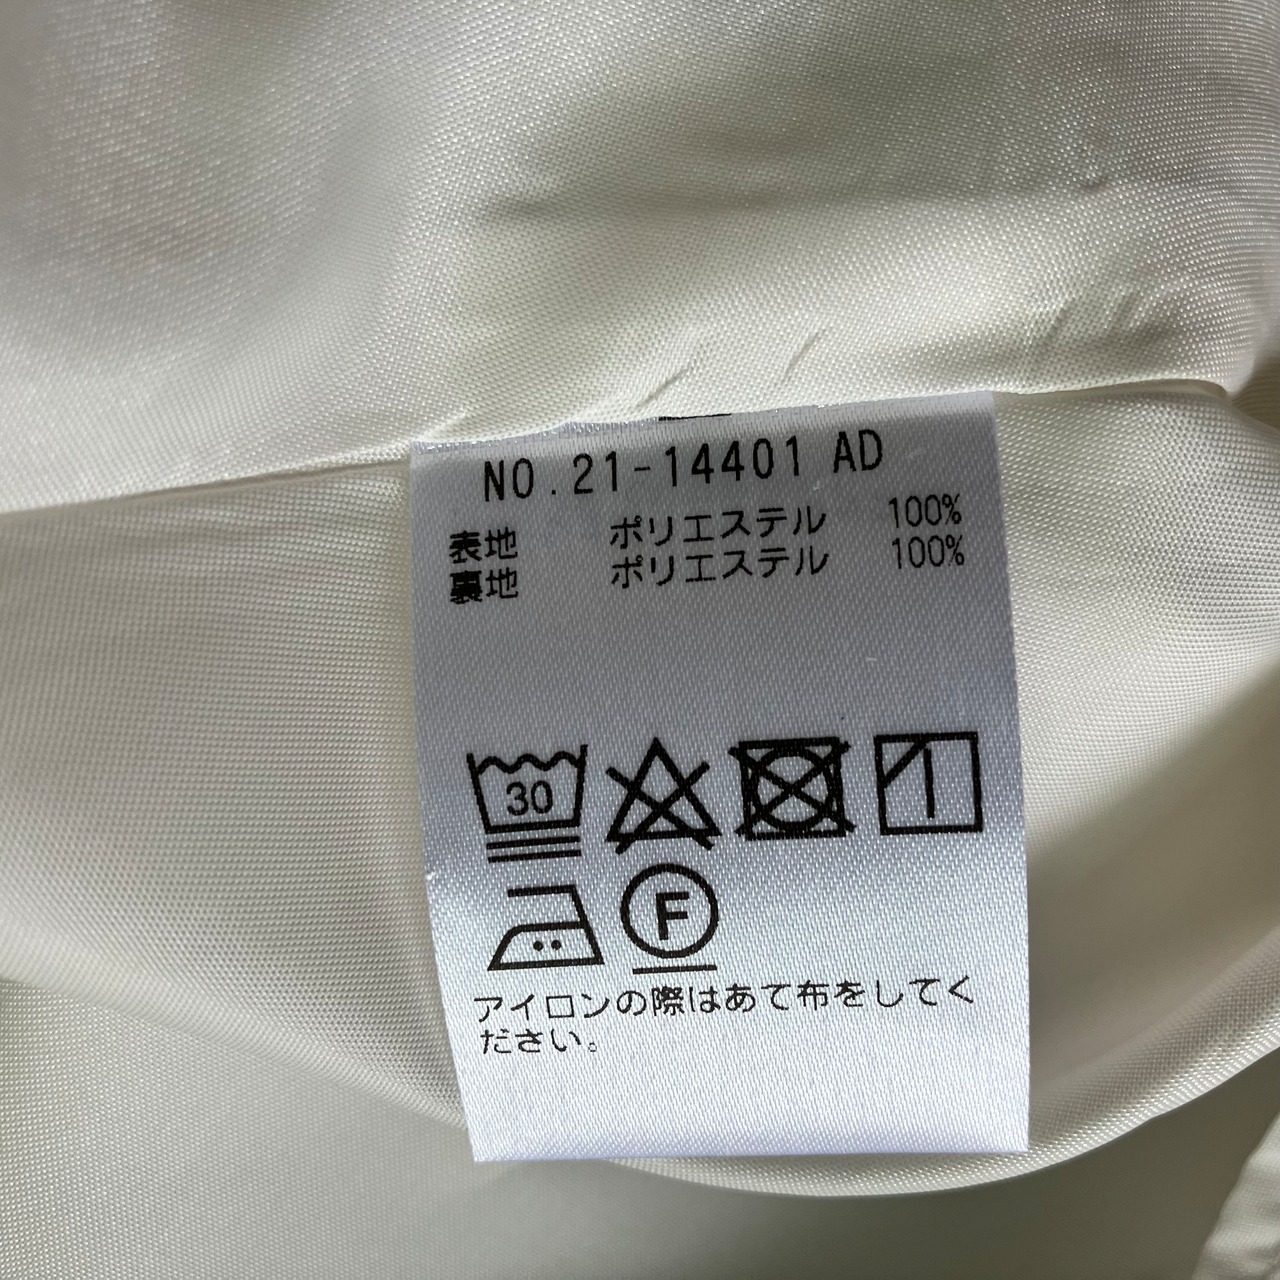 NO.21-14401 AD
表地 ポリエステル 100%
裏地 ポリエステル 100%
30
F
アイロンの際はあて布をしてく
ださい。